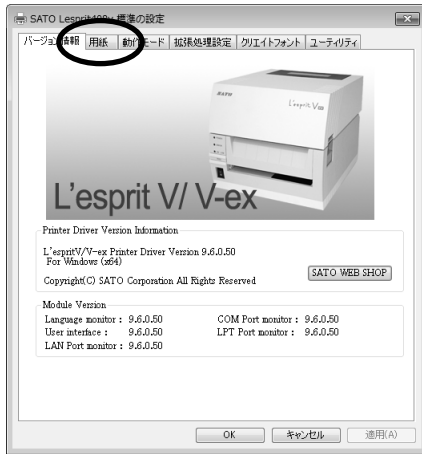 SATO Lesprit408v 標準の設定
バージョン情報 用紙 動作モード 拡張処理設定 クリエイトフォント ユーティリティ
SATO
L'esprit V
L'esprit V/ V-ex
Printer Driver Version Information
L'espritV/V-ex Printer Driver Version 9.6.0.50
For Windows (x64)
Copyright(C) SATO Corporation All Rights Reserved
SATO WEB SHOP
Module Version
Language monitor : 9.6.0.50 COM Port monitor : 9.6.0.50
User interface : 9.6.0.50 LPT Port monitor : 9.6.0.50
LAN Port monitor : 9.6.0.50
OK キャンセル 適用(A)